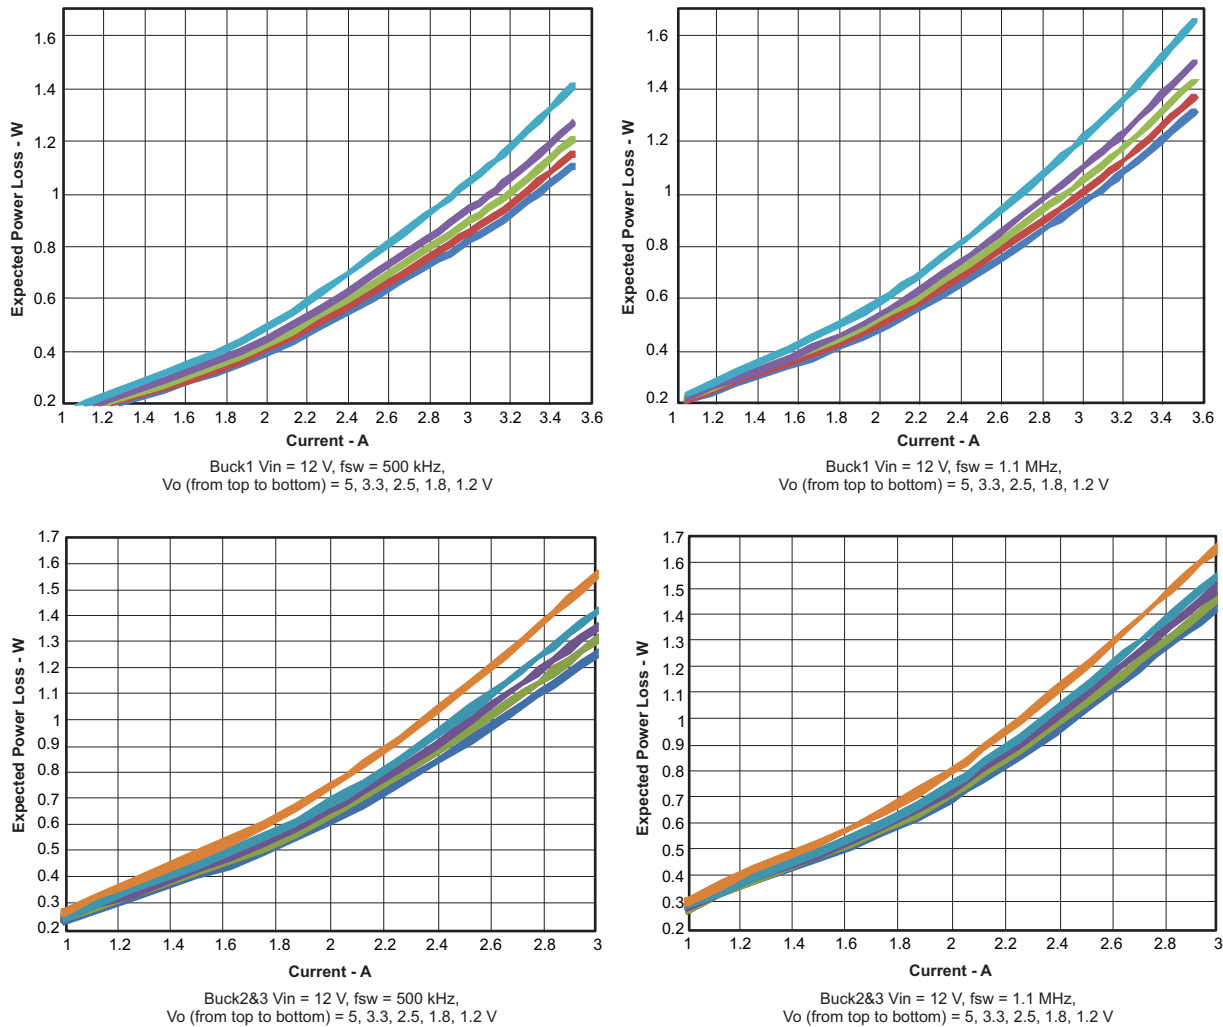 Expected Power Loss - W
1.6
1.4
1.2
1
0.8
0.6
0.4
0.2
1 1.2 1.4 1.6 1.8 2 2.2 2.4 2.6 2.8 3 3.2 3.4 3.6
Current - A
Buck1 Vin = 12 V, fsw = 500 kHz,
Vo (from top to bottom) = 5, 3.3, 2.5, 1.8, 1.2 V
Expected Power Loss - W
1.6
1.4
1.2
1
0.8
0.6
0.4
0.2
1 1.2 1.4 1.6 1.8 2 2.2 2.4 2.6 2.8 3 3.2 3.4 3.6
Current - A
Buck1 Vin = 12 V, fsw = 1.1 MHz,
Vo (from top to bottom) = 5, 3.3, 2.5, 1.8, 1.2 V
Expected Power Loss - W
1.7
1.6
1.5
1.4
1.3
1.2
1.1
1
0.9
0.8
0.7
0.6
0.5
0.4
0.3
0.2
1 1.2 1.4 1.6 1.8 2 2.2 2.4 2.6 2.8 3
Current - A
Buck2&3 Vin = 12 V, fsw = 500 kHz,
Vo (from top to bottom) = 5, 3.3, 2.5, 1.8, 1.2 V
Expected Power Loss - W
1.7
1.6
1.5
1.4
1.3
1.2
1.1
1
0.9
0.8
0.7
0.6
0.5
0.4
0.3
0.2
1 1.2 1.4 1.6 1.8 2 2.2 2.4 2.6 2.8 3
Current - A
Buck2&3 Vin = 12 V, fsw = 1.1 MHz,
Vo (from top to bottom) = 5, 3.3, 2.5, 1.8, 1.2 V